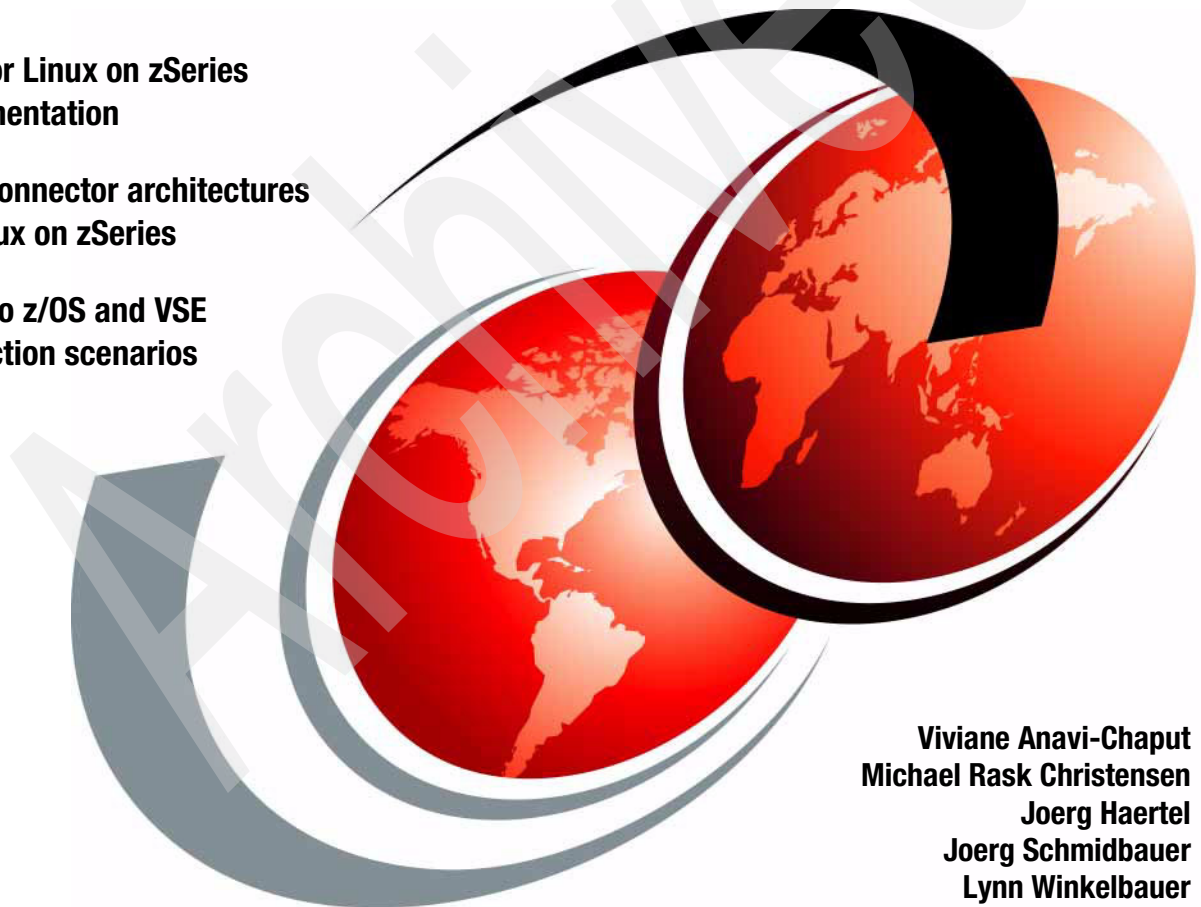 or Linux on zSeries
mentation
onnector architectures
ux on zSeries
o z/OS and VSE
ction scenarios
Viviane Anavi-Chaput
Michael Rask Christensen
Joerg Haertel
Joerg Schmidbauer
Lynn Winkelbauer